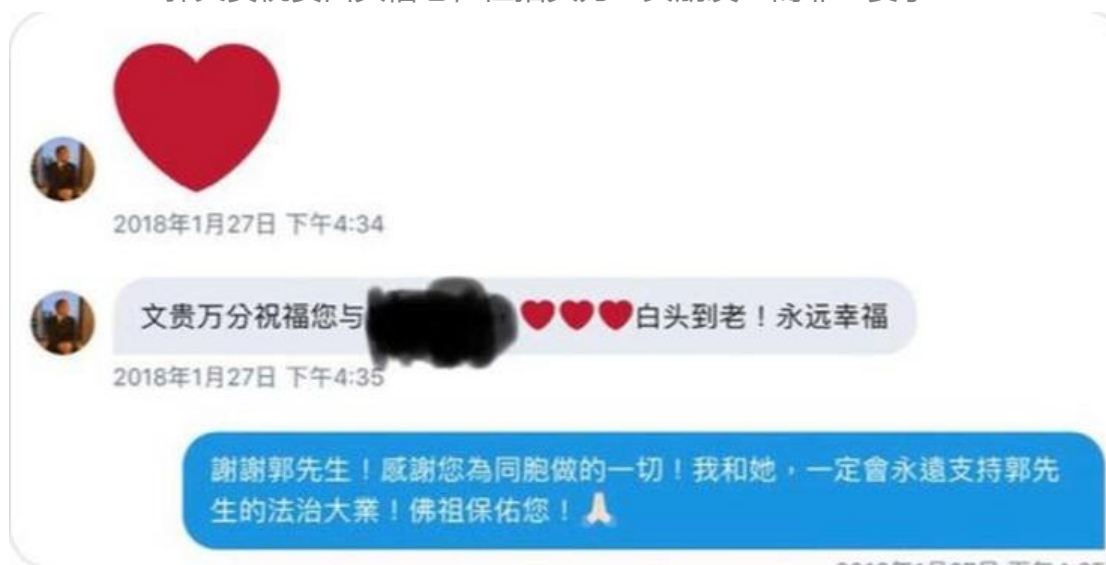 2018年1月27日 下午4:34
文贵万分祝福您与 ❤❤❤白头到老！永远幸福
2018年1月27日 下午4:35
謝謝郭先生！感謝您為同胞做的一切！我和她，一定會永遠支持郭先
生的法治大業！佛祖保佑您！🙏🏻